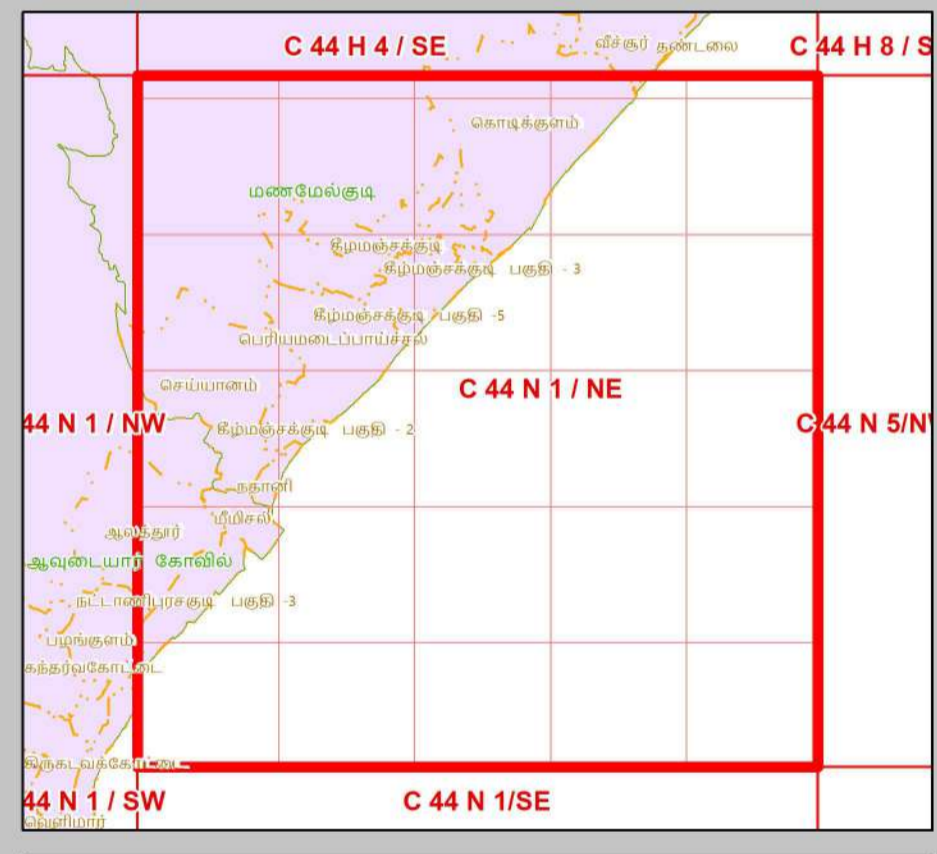 C 44 H 4 / SE
வீச்சூர்
தண்டலை
C 44 H 8 / S
கொடிக்குளம்
மணமேல்குடி
கீழமஞ்சக்குடி
கீழ்மஞ்சக்குடி பகுதி - 3
கீழ்மஞ்சக்குடி பகுதி -5
பெரியமடைப்பாய்ச்சல்
செய்யானம்
C 44 N 1 / NE
44 N 1 / NW
கீழ்மஞ்சக்குடி பகுதி - 2
C 44 N 5/N
நதானி
மீமிசல்
ஆலத்தூர்
ஆவுடையார் கோவில்
நட்டாணிபுரசகுடி பகுதி -3
பழங்குளம்
கந்தர்வகோட்டை
44 N 1 / SW
C 44 N 1/SE
வெளிமார்